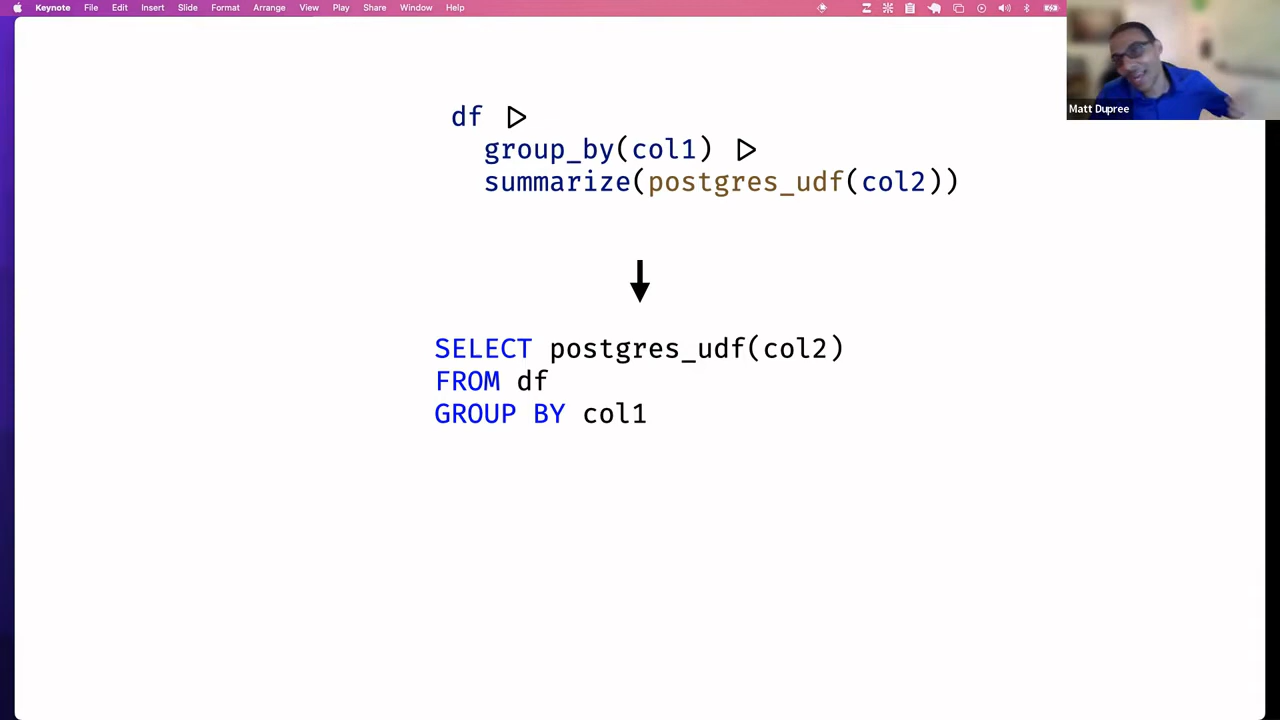 Keynote File Edit Insert Slide Format Arrange View Play Share Window Help
Matt Dupree
df ▷
group_by(col1) ▷
summarize(postgres_udf(col2))
SELECT postgres_udf(col2)
FROM df
GROUP BY col1